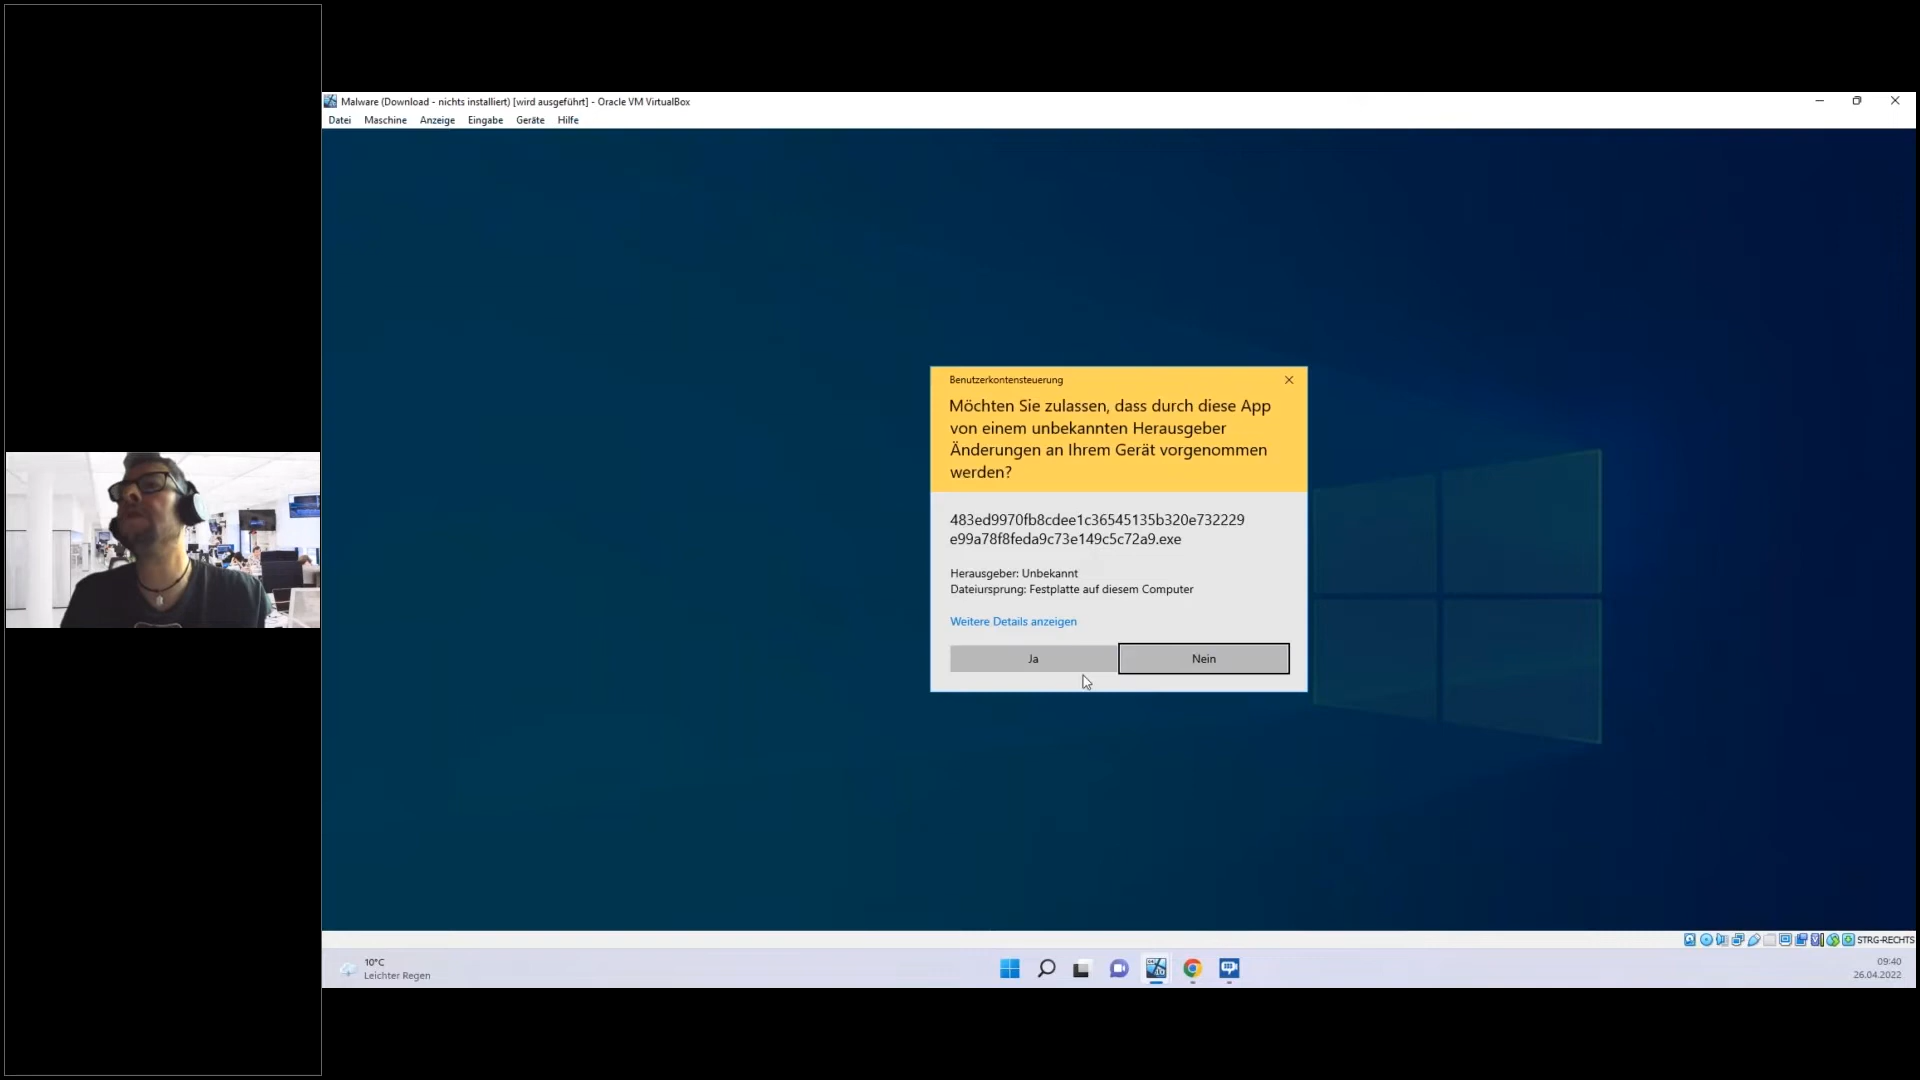 Malware (Download - nichts installiert) [wird ausgeführt] - Oracle VM VirtualBox
Datei Maschine Anzeige Eingabe Geräte Hilfe
Benutzerkontensteuerung
Möchten Sie zulassen, dass durch diese App
von einem unbekannten Herausgeber
Änderungen an Ihrem Gerät vorgenommen
werden?
483ed9970fb8cdee1c36545135b320e732229
e99a78f8feda9c73e149c5c72a9.exe
Herausgeber: Unbekannt
Dateiursprung: Festplatte auf diesem Computer
Weitere Details anzeigen
Ja Nein
STRG-RECHTS
10°C
Leichter Regen
09:40
26.04.2022